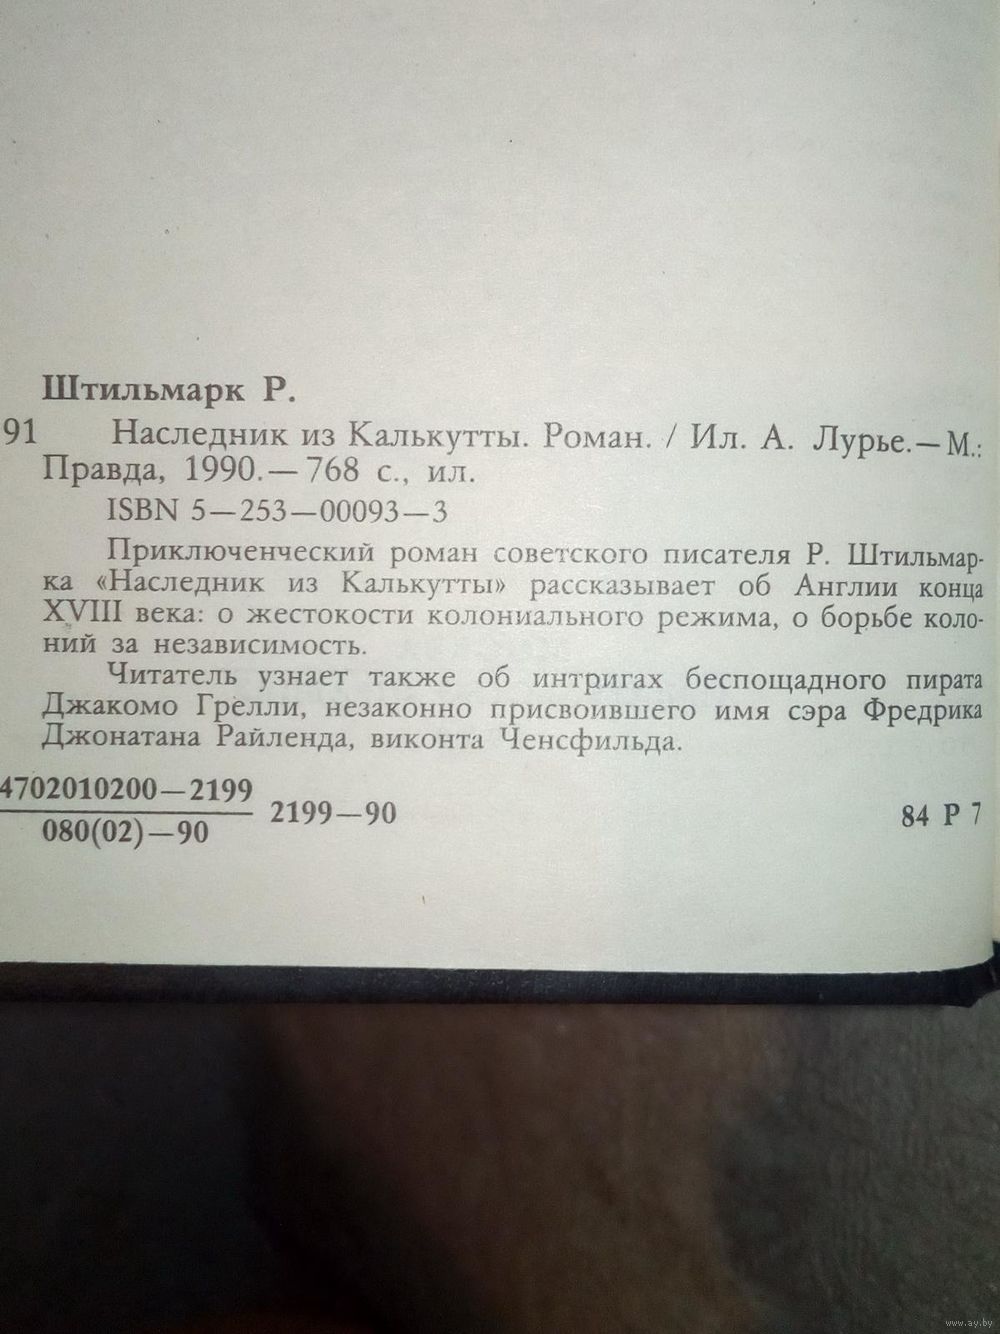 Штильмарк Р.
91 Наследник из Калькутты. Роман. / Ил. А. Лурье.—М.:
Правда, 1990.—768 с., ил.
ISBN 5—253—00093—3
Приключенческий роман советского писателя Р. Штильмар-
ка «Наследник из Калькутты» рассказывает об Англии конца
XVIII века: о жестокости колониального режима, о борьбе коло-
ний за независимость.
Читатель узнает также об интригах беспощадного пирата
Джакомо Грелли, незаконно присвоившего имя сэра Фредрика
Джонатана Райленда, виконта Ченсфильда.
4702010200—2199
080(02)—90
2199—90
84 Р 7
www.ay.by